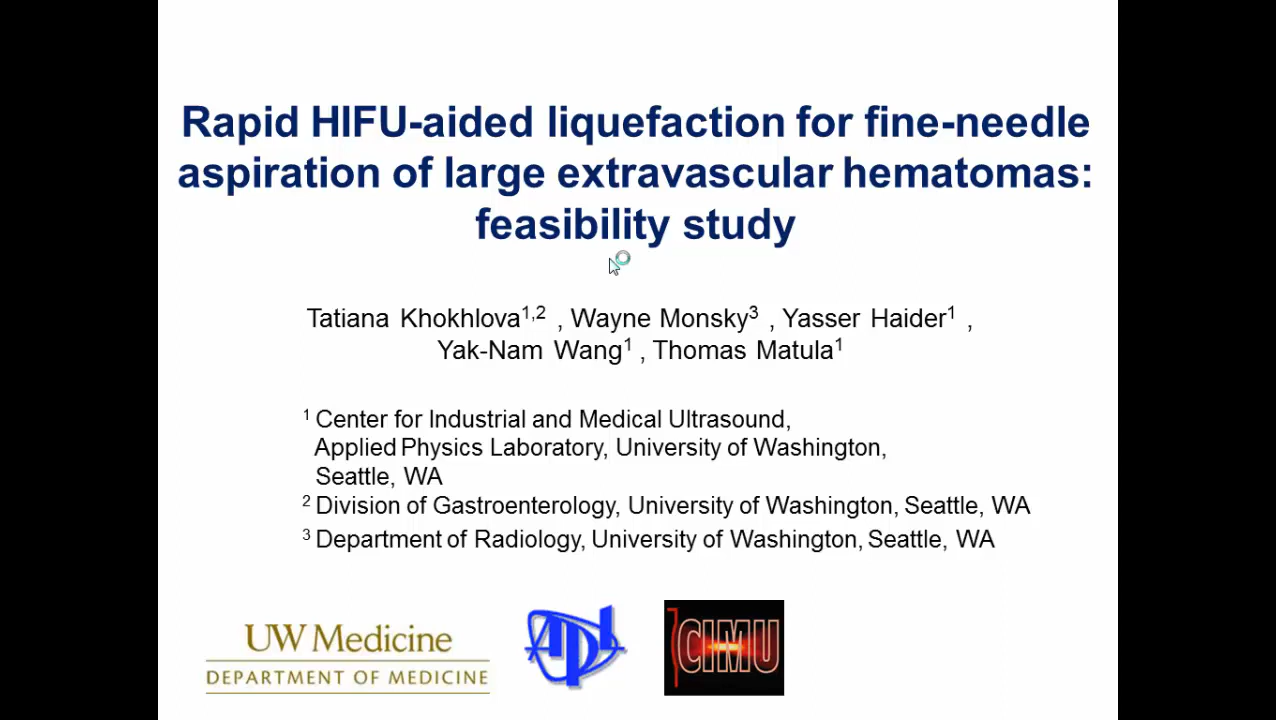 Rapid HIFU-aided liquefaction for fine-needle
aspiration of large extravascular hematomas:
feasibility study
Tatiana Khokhlova1,2 , Wayne Monsky3 , Yasser Haider1 ,
Yak-Nam Wang1 , Thomas Matula1
1 Center for Industrial and Medical Ultrasound,
Applied Physics Laboratory, University of Washington,
Seattle, WA
2 Division of Gastroenterology, University of Washington, Seattle, WA
3 Department of Radiology, University of Washington, Seattle, WA
UW Medicine
DEPARTMENT OF MEDICINE
APL
CIMU